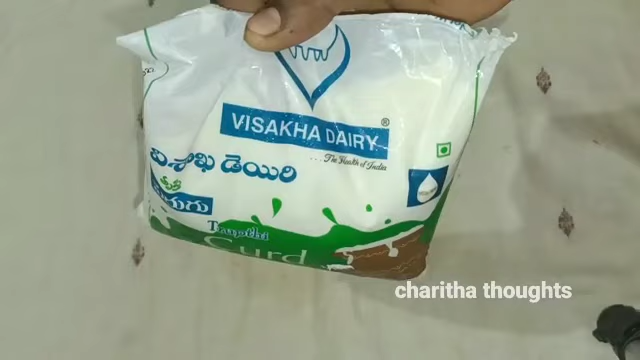 VISAKHA DAIRY®
...The Health of India
విశాఖ డెయిరి
Curd
charitha thoughts